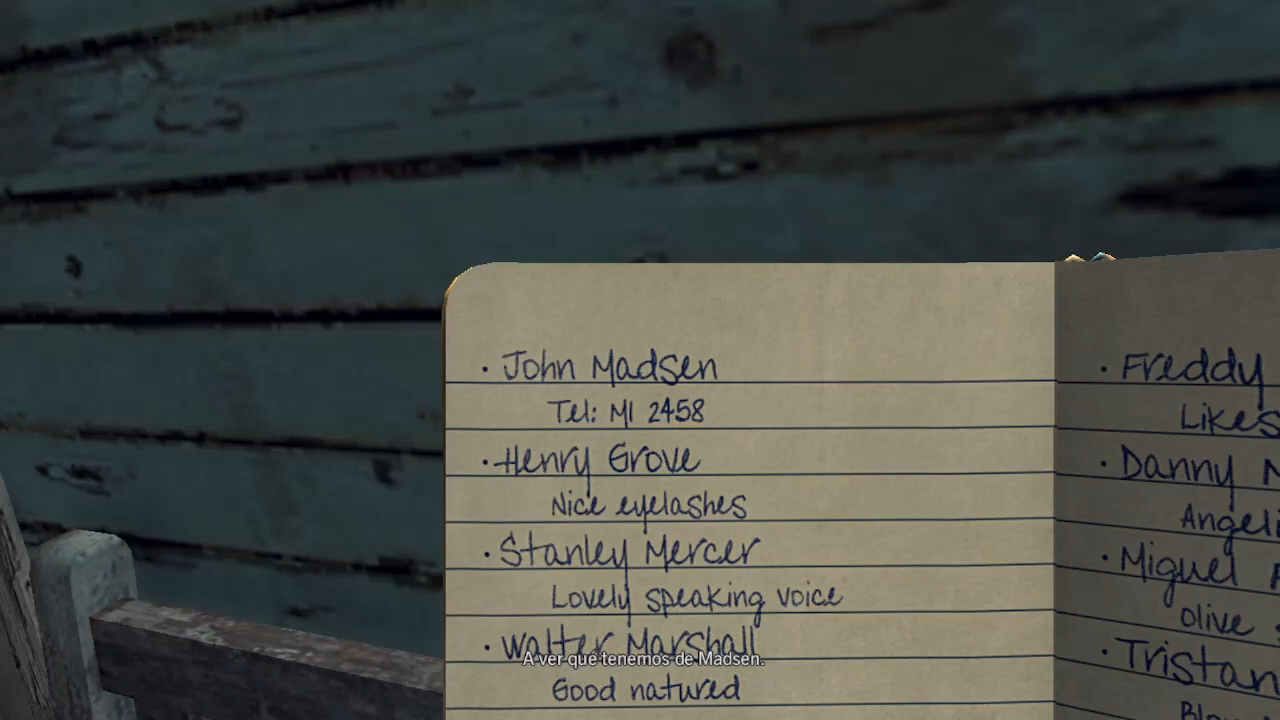 · John Madsen
Tel: MI 2458
· Henry Grove
Nice eyelashes
· Stanley Mercer
Lovely speaking voice
· Walter Marshall
Good natured
· Freddy
Likes
· Danny
Angeli
· Miguel
olive
· Tristan
A ver qué tenemos de Madsen.